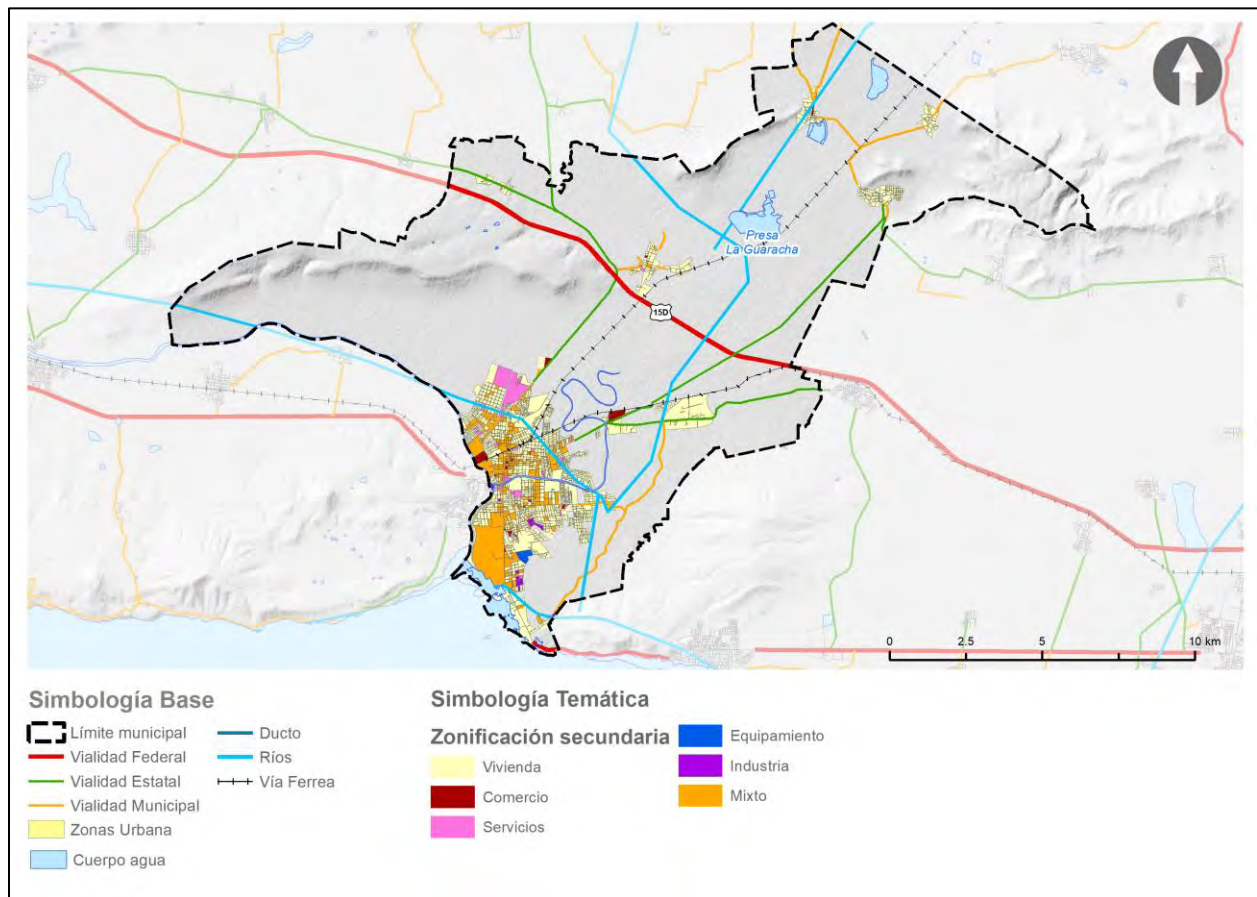 Presa
La Guaracha
15D
0 2.5 5 10 km
Simbología Base
Límite municipal
Vialidad Federal
Vialidad Estatal
Vialidad Municipal
Zonas Urbana
Cuerpo agua
Ducto
Ríos
Vía Ferrea
Simbología Temática
Zonificación secundaria
Vivienda
Comercio
Servicios
Equipamiento
Industria
Mixto